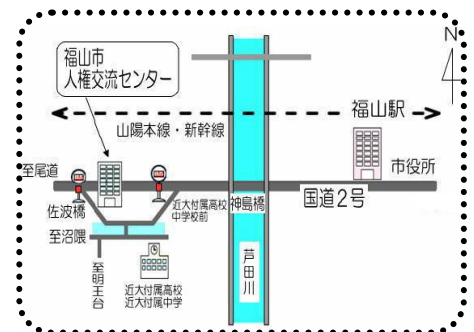 福山市
人権交流センター
N
福山駅
山陽本線・新幹線
市役所
至尾道
佐波橋
近大付属高校
中学校前
神島橋
国道2号
至沼隈
至明王台
近大付属高校
近大付属中学
芦田川